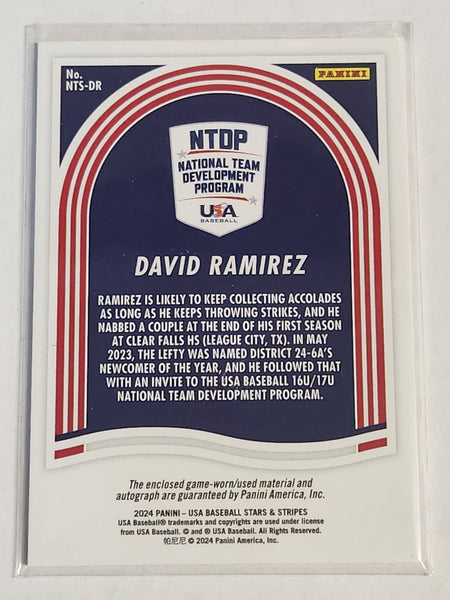 No.
NTS-DR
PANINI
NTDP
NATIONAL TEAM
DEVELOPMENT
PROGRAM
USA
BASEBALL
DAVID RAMIREZ
RAMIREZ IS LIKELY TO KEEP COLLECTING ACCOLADES
AS LONG AS HE KEEPS THROWING STRIKES, AND HE
NABBED A COUPLE AT THE END OF HIS FIRST SEASON
AT CLEAR FALLS HS (LEAGUE CITY, TX). IN MAY
2023, THE LEFTY WAS NAMED DISTRICT 24-6A'S
NEWCOMER OF THE YEAR, AND HE FOLLOWED THAT
WITH AN INVITE TO THE USA BASEBALL 16U/17U
NATIONAL TEAM DEVELOPMENT PROGRAM.
The enclosed game-worn/used material and
autograph are guaranteed by Panini America, Inc.
2024 PANINI – USA BASEBALL STARS & STRIPES
USA Baseball® trademarks and copyrights are used under license
from USA Baseball. © and ® USA Baseball. All Rights Reserved.
帕尼尼 © 2024 Panini America, Inc.